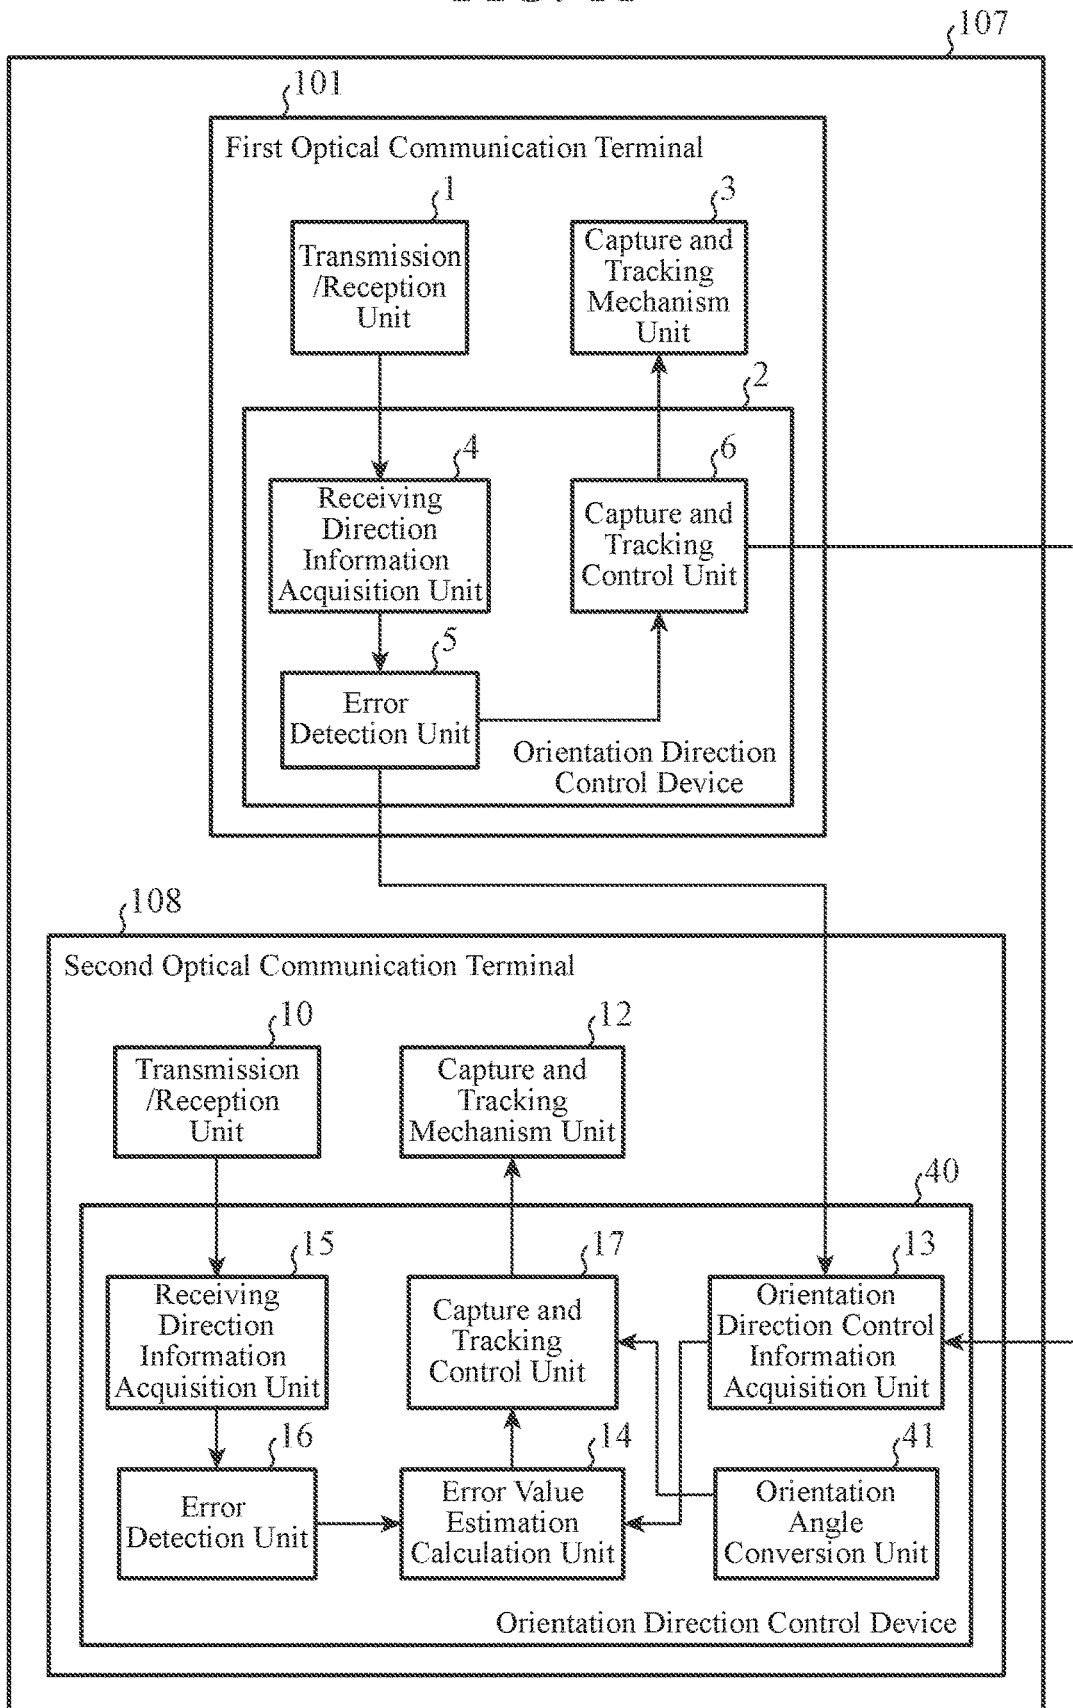 107
101
First Optical Communication Terminal
1
Transmission
/Reception
Unit
3
Capture and
Tracking
Mechanism
Unit
2
4
Receiving
Direction
Information
Acquisition Unit
6
Capture and
Tracking
Control Unit
5
Error
Detection Unit
Orientation Direction
Control Device
108
Second Optical Communication Terminal
10
Transmission
/Reception
Unit
12
Capture and
Tracking
Mechanism Unit
40
15
Receiving
Direction
Information
Acquisition Unit
17
Capture and
Tracking
Control Unit
13
Orientation
Direction Control
Information
Acquisition Unit
16
Error
Detection Unit
14
Error Value
Estimation
Calculation Unit
41
Orientation
Angle
Conversion Unit
Orientation Direction Control Device